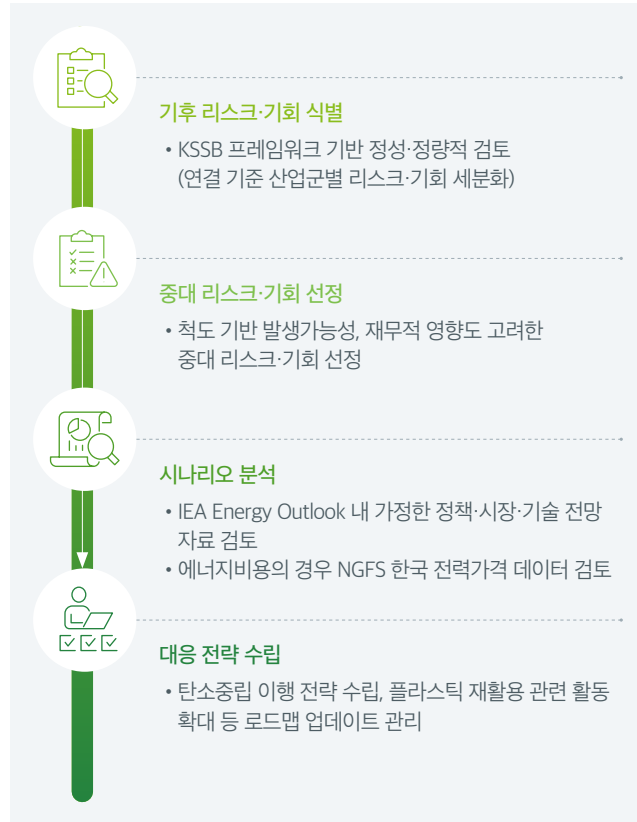 기후 리스크·기회 식별
• KSSB 프레임워크 기반 정성·정량적 검토
(연결 기준 산업군별 리스크·기회 세분화)
중대 리스크·기회 선정
• 척도 기반 발생가능성, 재무적 영향도 고려한
중대 리스크·기회 선정
시나리오 분석
• IEA Energy Outlook 내 가정한 정책·시장·기술 전망
자료 검토
• 에너지비용의 경우 NGFS 한국 전력가격 데이터 검토
대응 전략 수립
• 탄소중립 이행 전략 수립, 플라스틱 재활용 관련 활동
확대 등 로드맵 업데이트 관리